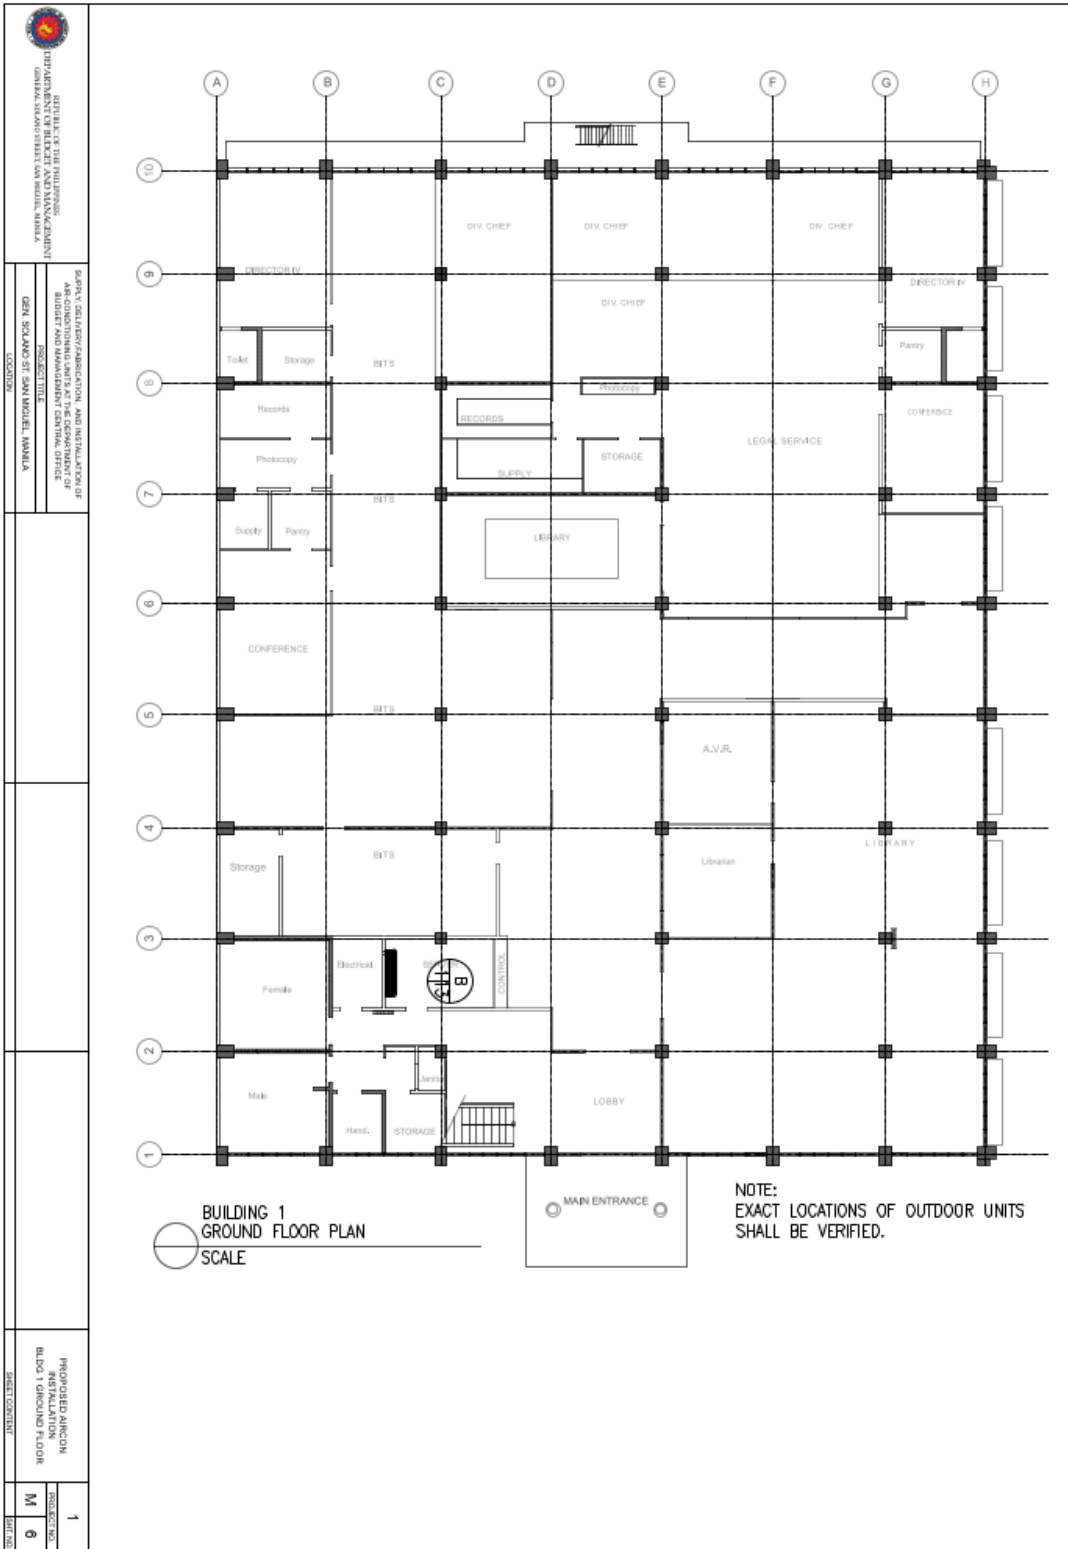 REPUBLIC OF THE PHILIPPINES
DEPARTMENT OF BUDGET AND MANAGEMENT
GENERAL SOLANO STREET, SAN MIGUEL, MANILA
SUPPLY, DELIVERY, FABRICATION, AND INSTALLATION OF
AIR-CONDITIONING UNITS AT THE DEPARTMENT OF
BUDGET AND MANAGEMENT CENTRAL OFFICE
PROJECT TITLE
GEN. SOLANO ST. SAN MIGUEL, MANILA
LOCATION
PROPOSED AIRCON
INSTALLATION
BLDG 1 GROUND FLOOR
SHEET CONTENT
1
PROJECT NO.
M 6
SHT. NO.
A B C D E F G H
10
DIV. CHIEF DIV. CHIEF DIV. CHIEF
9
DIRECTOR IV DIRECTOR IV
DIV. CHIEF
Toilet Storage BITS Pantry
8
Photocopy
Records RECORDS CONFERENCE
LEGAL SERVICE
Photocopy STORAGE
SUPPLY
7
BITS
Supply Pantry LIBRARY
6
CONFERENCE
5
BITS
A.V.R.
4
LIBRARY
BITS
Storage Librarian
3
Electrical CONTROL
B
113
Female
2
Male
Hand. STORAGE LOBBY
1
MAIN ENTRANCE
BUILDING 1
GROUND FLOOR PLAN
SCALE
NOTE:
EXACT LOCATIONS OF OUTDOOR UNITS
SHALL BE VERIFIED.